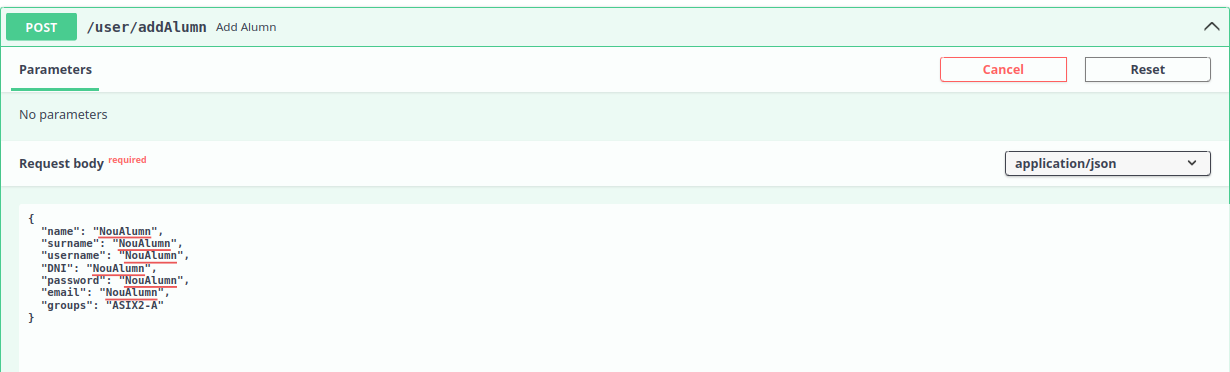 POST /user/addAlumn Add Alumn
Parameters Cancel Reset
No parameters
Request body required application/json
{
"name": "NouAlumn",
"surname": "NouAlumn",
"username": "NouAlumn",
"DNI": "NouAlumn",
"password": "NouAlumn",
"email": "NouAlumn",
"groups": "ASIX2-A"
}